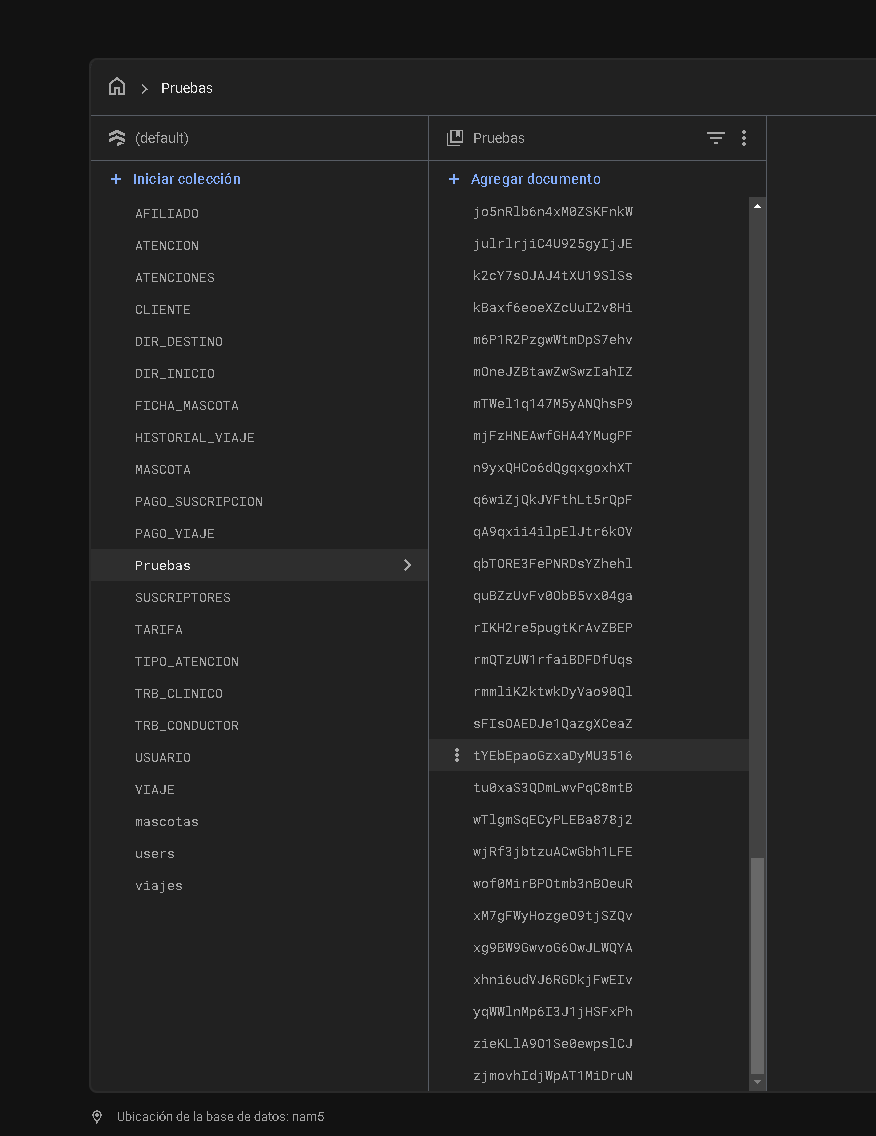 Pruebas
(default)
Pruebas
Iniciar colección
AFILIADO
ATENCION
ATENCIONES
CLIENTE
DIR_DESTINO
DIR_INICIO
FICHA_MASCOTA
HISTORIAL_VIAJE
MASCOTA
PAGO_SUSCRIPCION
PAGO_VIAJE
Pruebas
SUSCRIPTORES
TARIFA
TIPO_ATENCION
TRB_CLINICO
TRB_CONDUCTOR
USUARIO
VIAJE
mascotas
users
viajes
Agregar documento
jo5nRlb6n4xM0ZSKFnkW
julrlrjiC4U925gyIjJE
k2cY7sOJAJ4tXU19SlSs
kBaxf6eoeXZcUuI2v8Hi
m6P1R2PzgwWtmDpS7ehv
mOneJZBtawZwSwzIahIZ
mTWel1q147M5yANQhsP9
mjFzHNEAwfGHA4YMugPF
n9yxQHCo6dQgqxgoxhXT
q6wiZjQkJVFthLt5rQpF
qA9qxii4ilpElJtr6kOV
qbTORE3FePNRDsYZhehl
quBZzUvFv0ObB5vx04ga
rIKH2re5pugtKrAvZBEP
rmQTzUW1rfaiBDFDfUqs
rmmliK2ktwkDyVao90Ql
sFIsOAEDJe1QazgXCeaZ
tYEbEpaoGzxaDyMU3516
tu0xaS3QDmLwvPqC8mtB
wTlgmSqECyPLEBa878j2
wjRf3jbtzuACwGbh1LFE
wof0MirBPOtmb3nBOeuR
xM7gFWyHozgeO9tjSZQv
xg9BW9GwvoG6OwJLWQYA
xhni6udVJ6RGDkjFwEIv
yqWWlnMp6I3J1jHSFxPh
zieKLlA9O1Se0ewpslCJ
zjmovhIdjWpAT1MiDruN
Ubicación de la base de datos: nam5